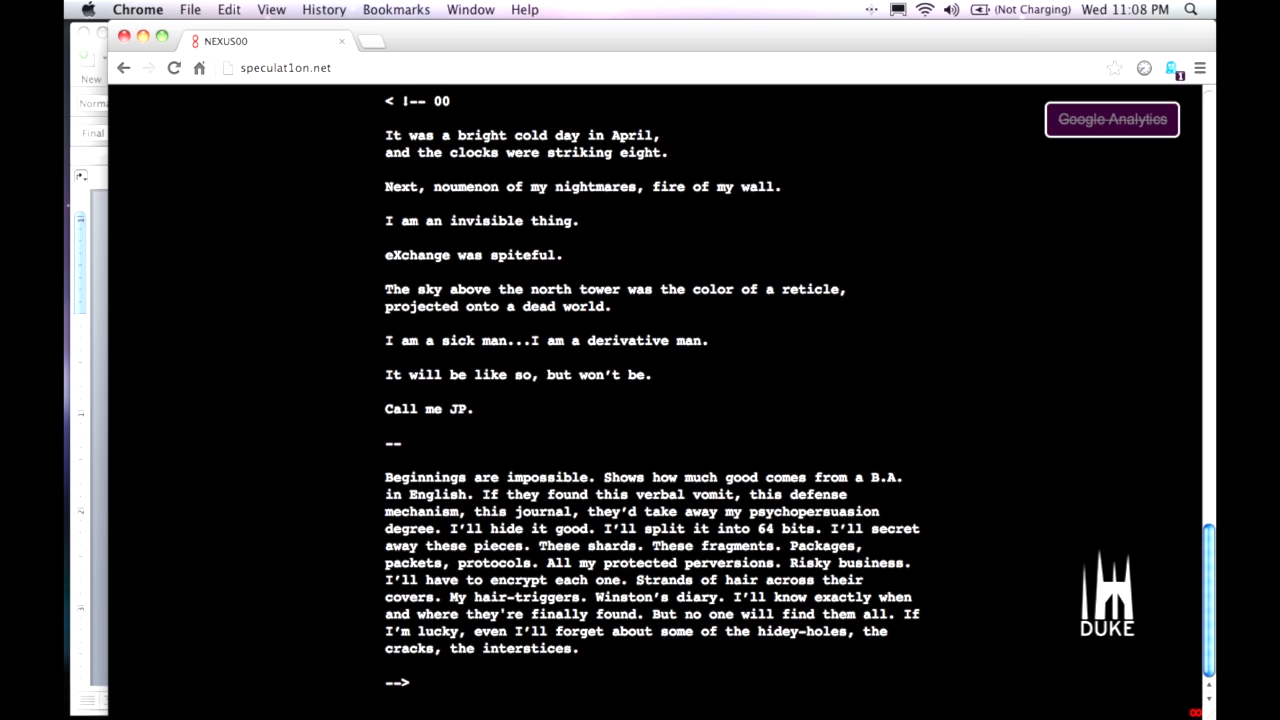 Chrome File Edit View History Bookmarks Window Help (Not Charging) Wed 11:08 PM
NEXUS00
speculat1on.net
New
Norma
Final
Google Analytics
< !-- 00
It was a bright cold day in April,
and the clocks were striking eight.
Next, noumenon of my nightmares, fire of my wall.
I am an invisible thing.
eXchange was spiteful.
The sky above the north tower was the color of a reticle,
projected onto a dead world.
I am a sick man...I am a derivative man.
It will be like so, but won't be.
Call me JP.
--
Beginnings are impossible. Shows how much good comes from a B.A.
in English. If they found this verbal vomit, this defense
mechanism, this journal, they'd take away my psychopersuasion
degree. I'll hide it good. I'll split it into 64 bits. I'll secret
away these pieces. These shards. These fragments. Packages,
packets, protocols. All my protected perversions. Risky business.
I'll have to encrypt each one. Strands of hair across their
covers. My hair-triggers. Winston's diary. I'll know exactly when
and where they're finally found. But no one will find them all. If
I'm lucky, even I'll forget about some of the hidey-holes, the
cracks, the interstices.
-->
DUKE
1
1
2
3